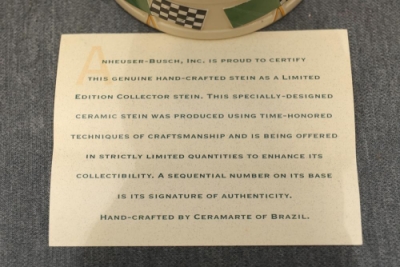 Anheuser-Busch, Inc. is proud to certify
this genuine hand-crafted stein as a Limited
Edition Collector stein. This specially-designed
ceramic stein was produced using time-honored
techniques of craftsmanship and is being offered
in strictly limited quantities to enhance its
collectibility. A sequential number on its base
is its signature of authenticity.
Hand-crafted by Ceramarte of Brazil.